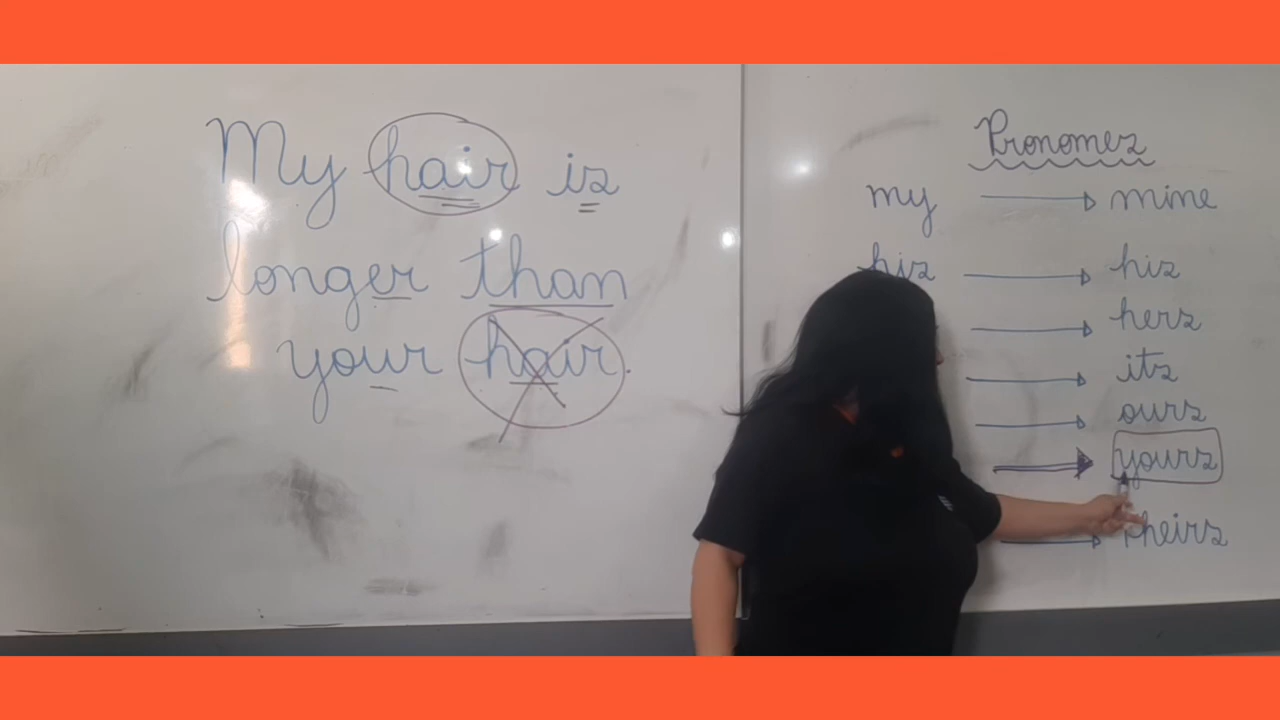 My hair is
longer than
your hair.
Pronomes
my → mine
his → his
→ hers
→ its
→ ours
→ yours
→ theirs